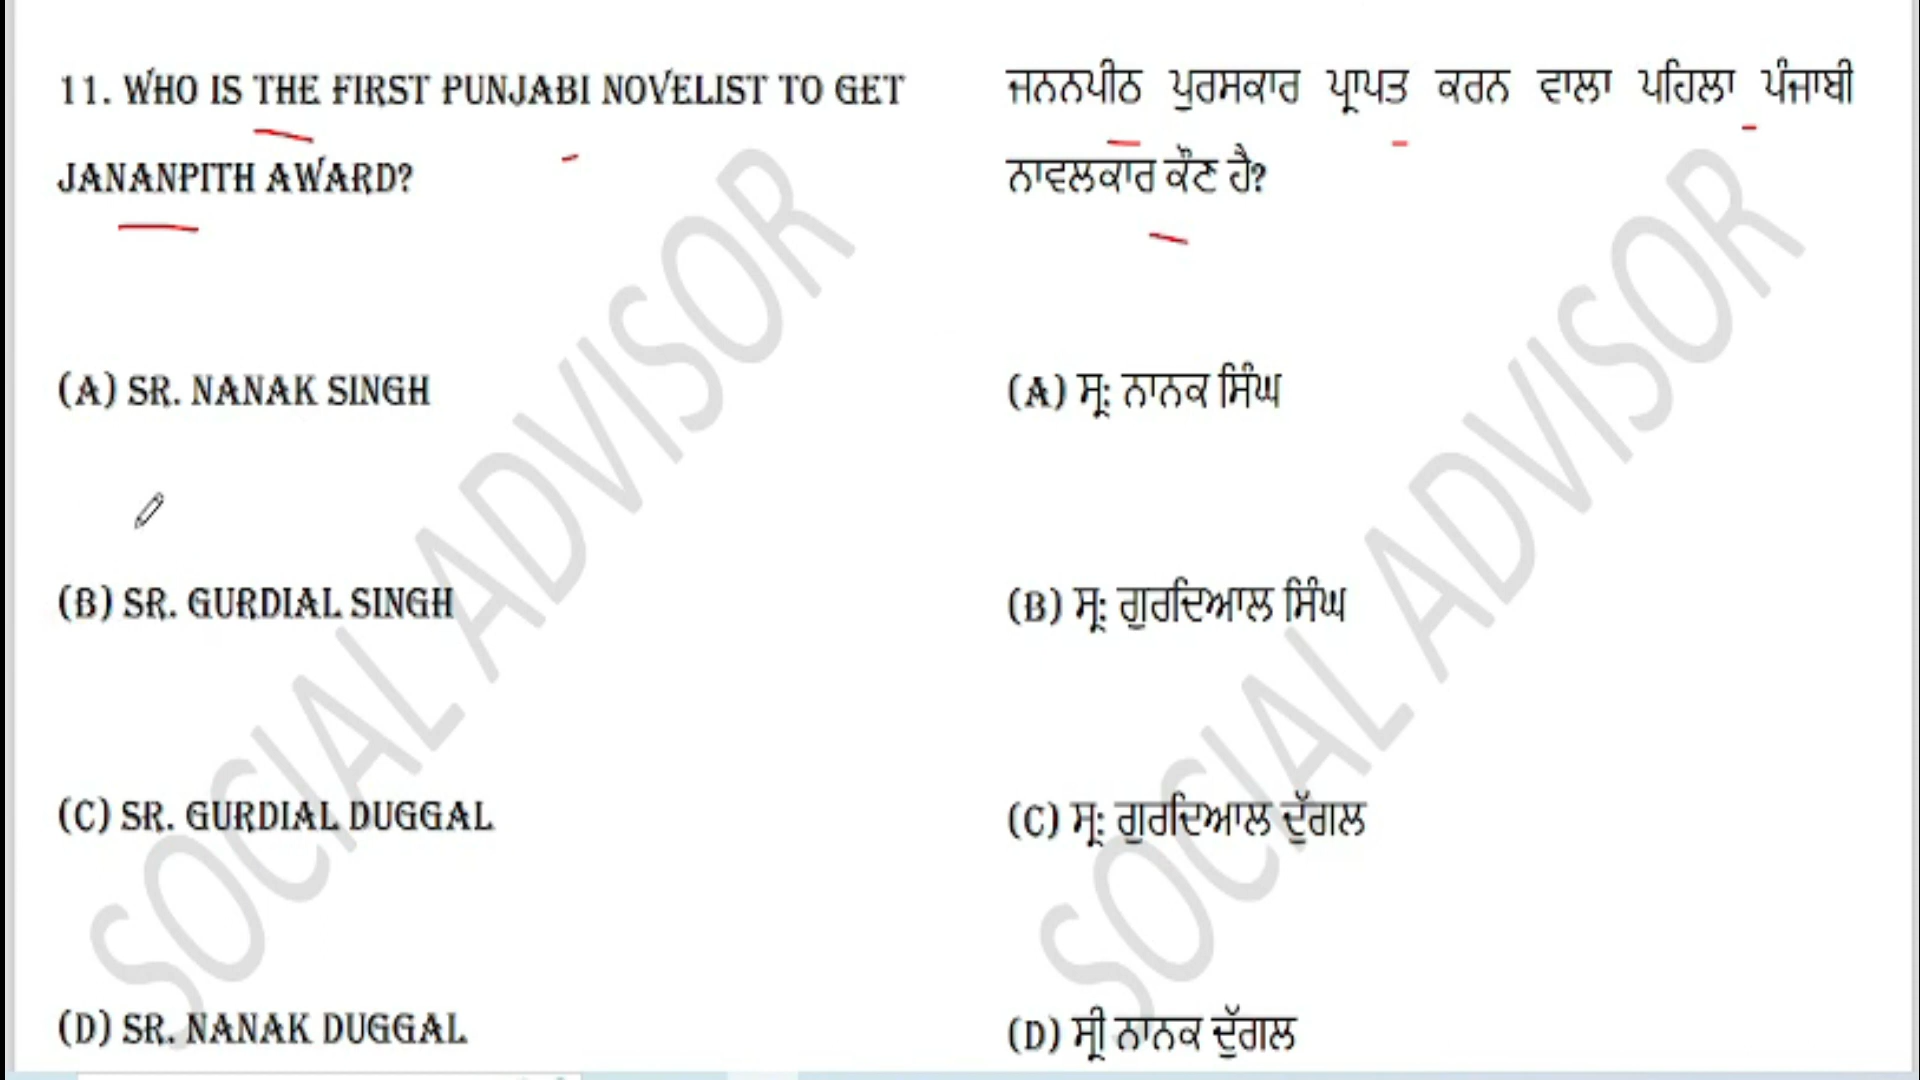 11. WHO IS THE FIRST PUNJABI NOVELIST TO GET
JANANPITH AWARD?
(A) SR. NANAK SINGH
(B) SR. GURDIAL SINGH
(C) SR. GURDIAL DUGGAL
(D) SR. NANAK DUGGAL
ਜਨਨਪੀਠ ਪੁਰਸਕਾਰ ਪ੍ਰਾਪਤ ਕਰਨ ਵਾਲਾ ਪਹਿਲਾ ਪੰਜਾਬੀ
ਨਾਵਲਕਾਰ ਕੌਣ ਹੈ?
(A) ਸ੍ਰ: ਨਾਨਕ ਸਿੰਘ
(B) ਸ੍ਰ: ਗੁਰਦਿਆਲ ਸਿੰਘ
(C) ਸ੍ਰ: ਗੁਰਦਿਆਲ ਦੁੱਗਲ
(D) ਸ੍ਰੀ ਨਾਨਕ ਦੁੱਗਲ
SOCIAL ADVISOR
SOCIAL ADVISOR